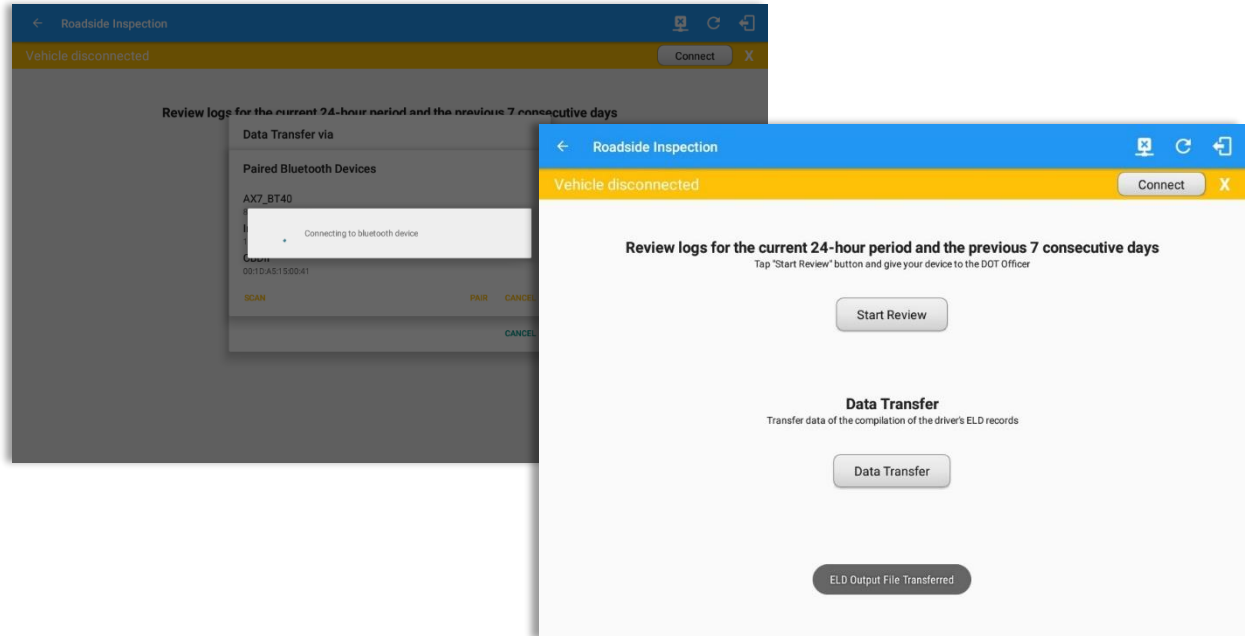 Roadside Inspection
Vehicle disconnected
Connect
X
Review logs for the current 24-hour period and the previous 7 consecutive days
Data Transfer via
Paired Bluetooth Devices
AX7_BT40
Connecting to bluetooth device
00:1D:A5:15:00:41
SCAN
PAIR
CANCEL
CANCEL
Roadside Inspection
Vehicle disconnected
Connect
X
Review logs for the current 24-hour period and the previous 7 consecutive days
Tap "Start Review" button and give your device to the DOT Officer
Start Review
Data Transfer
Transfer data of the compilation of the driver's ELD records
Data Transfer
ELD Output File Transferred